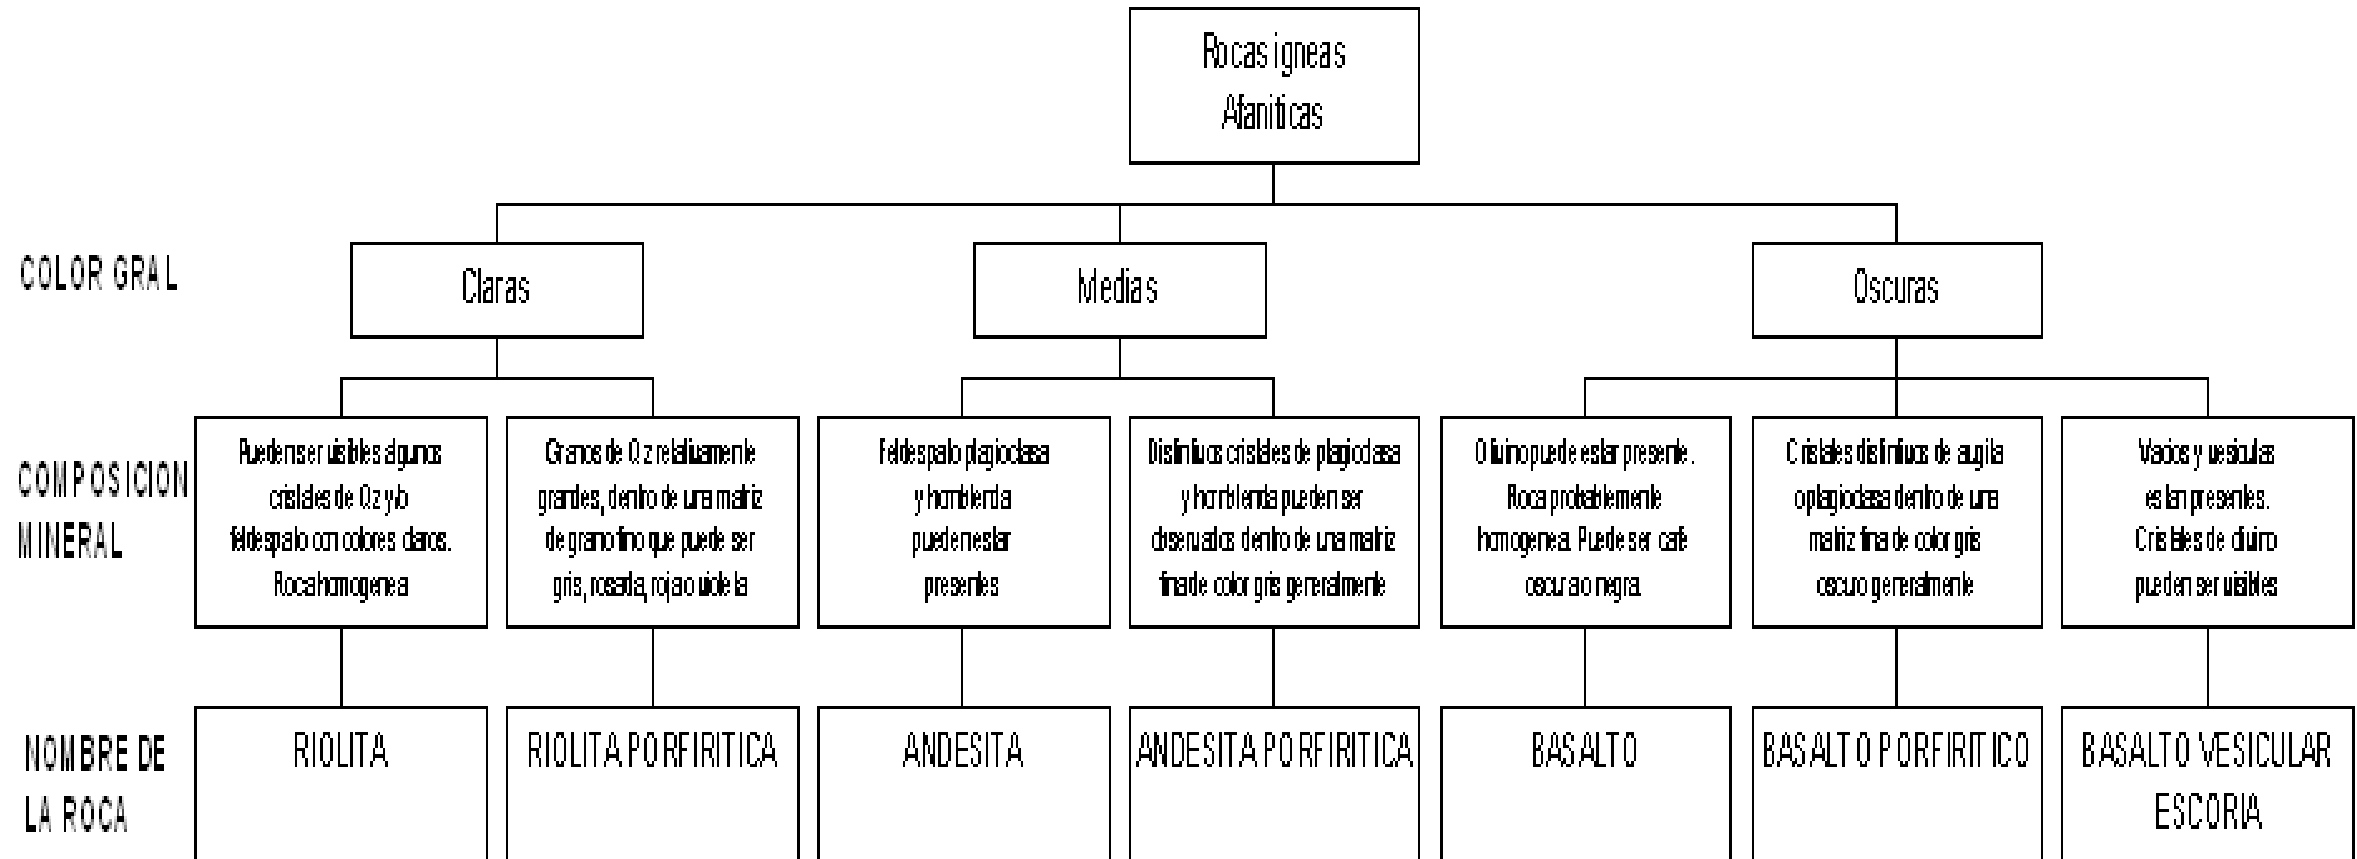 Rocas igneas
Afaniticas
COLOR GRAL
Claras
Medias
Oscuras
COMPOSICION
MINERAL
Pueden ser visibles algunos
cristales de Qz y/o
feldespato con colores claros.
Roca homogenea
Granos de Qz relativamente
grandes, dentro de una matriz
de grano fino que puede ser
gris, rosada, roja o violeta
Feldespato plagioclasa
y hornblenda
pueden estar
presentes
Distintivos cristales de plagioclasa
y hornblenda pueden ser
observados dentro de una matriz
fina de color gris generalmente
Olivino puede estar presente.
Roca probablemente
homogenea. Puede ser café
oscura o negra.
Cristales distintivos de augita
o plagioclasa dentro de una
matriz fina de color gris
oscuro generalmente
Vacios y vesiculas
estan presentes.
Cristales de olivino
pueden ser visibles
NOMBRE DE
LA ROCA
RIOLITA
RIOLITA PORFIRITICA
ANDESITA
ANDESITA PORFIRITICA
BASALTO
BASALTO PORFIRITICO
BASALTO VESICULAR
ESCORIA